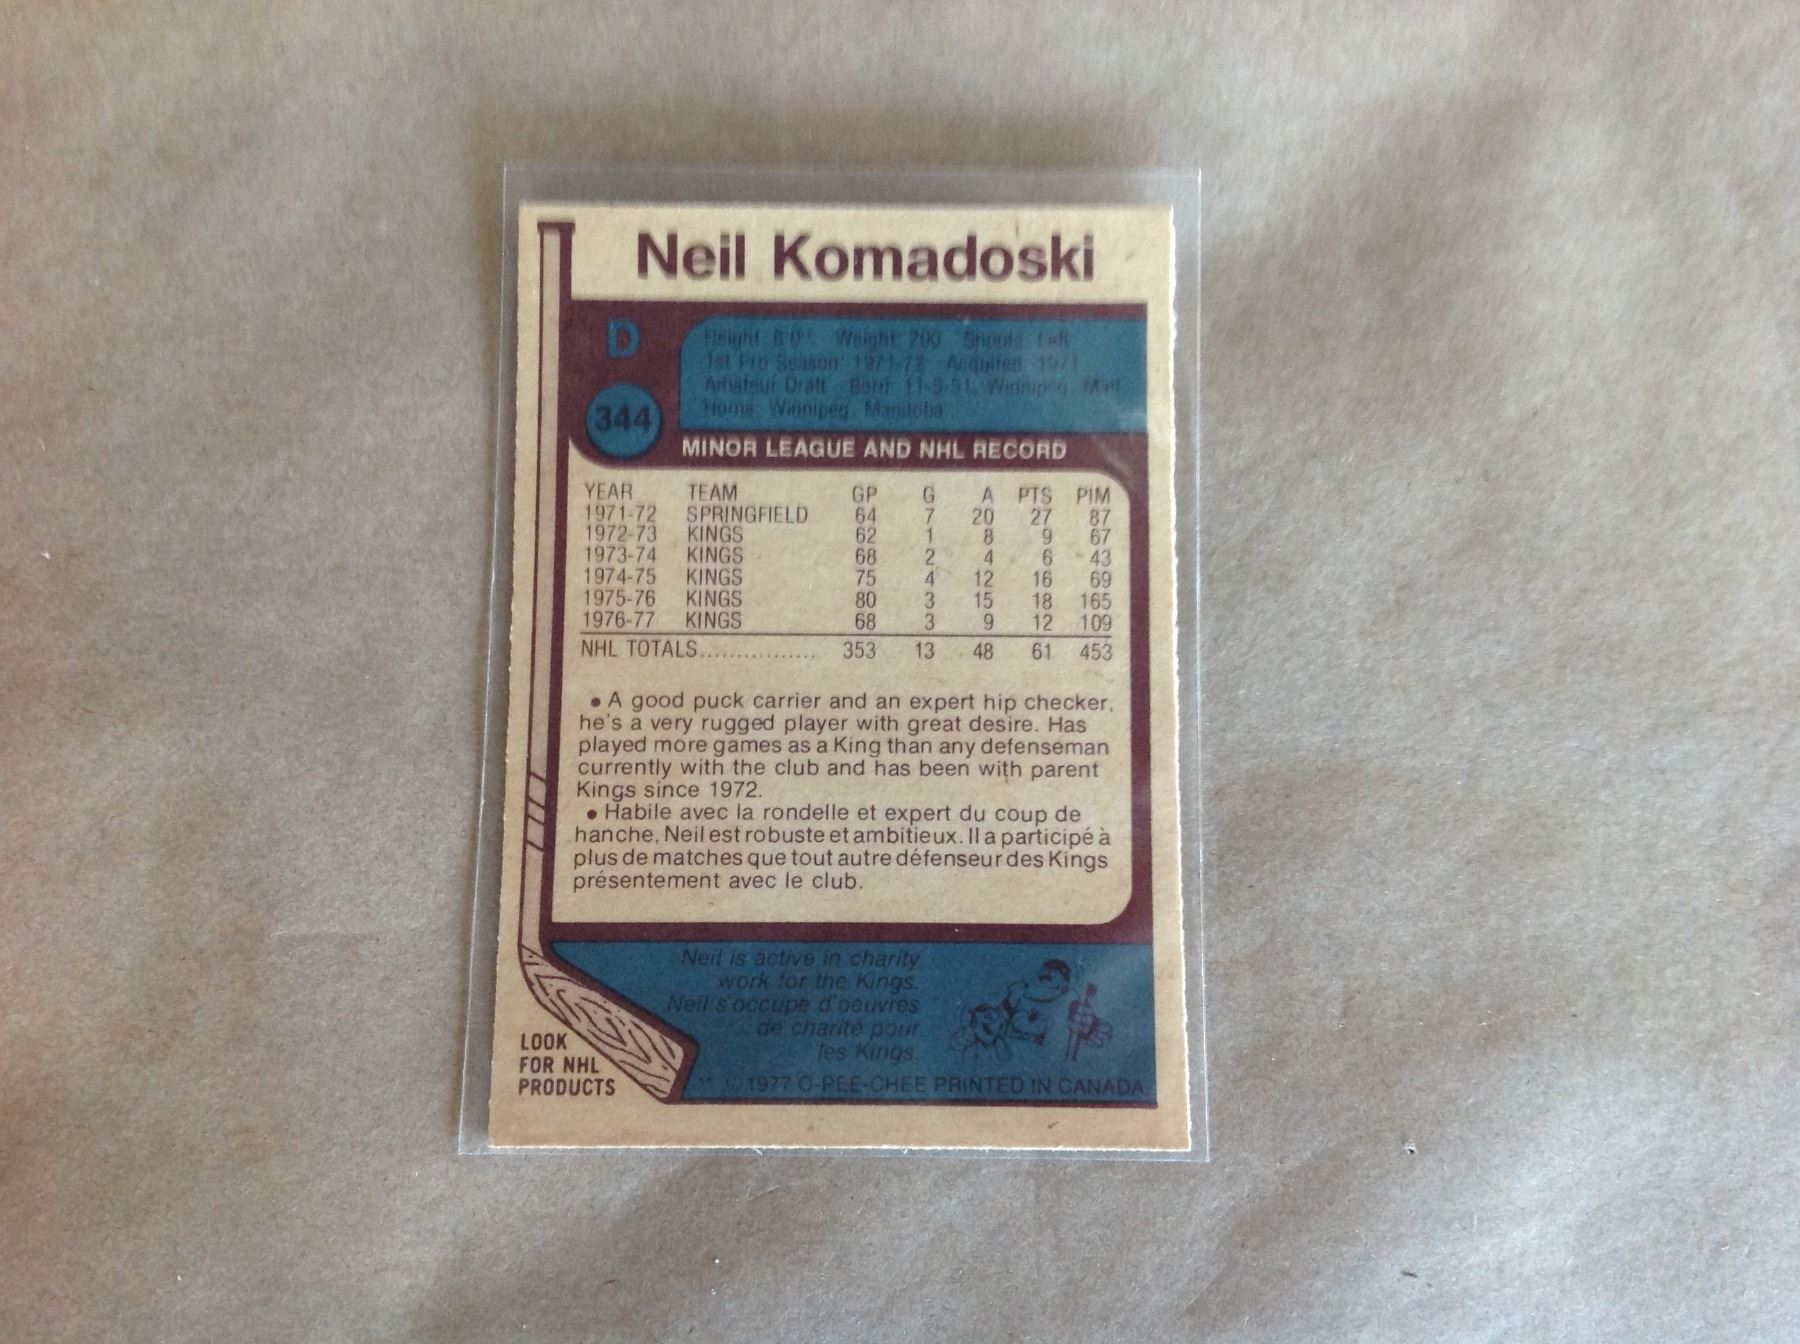 Neil Komadoski
D
Height 6'0" Weight 200 Shoots Left
1st Pro Season 1971-72 Acquired 1971
Amateur Draft Born 11-5-51, Winnipeg,
Home Winnipeg, Manitoba
344
MINOR LEAGUE AND NHL RECORD
YEAR TEAM GP G A PTS PIM
1971-72 SPRINGFIELD 64 7 20 27 87
1972-73 KINGS 62 1 8 9 67
1973-74 KINGS 68 2 4 6 43
1974-75 KINGS 75 4 12 16 69
1975-76 KINGS 80 3 15 18 165
1976-77 KINGS 68 3 9 12 109
NHL TOTALS................ 353 13 48 61 453
• A good puck carrier and an expert hip checker,
he's a very rugged player with great desire. Has
played more games as a King than any defenseman
currently with the club and has been with parent
Kings since 1972.
• Habile avec la rondelle et expert du coup de
hanche, Neil est robuste et ambitieux. Il a participé à
plus de matches que tout autre défenseur des Kings
présentement avec le club.
Neil is active in charity
work for the Kings.
Neil s'occupe d'oeuvres
de charité pour
les Kings.
LOOK
FOR NHL
PRODUCTS
** © 1977 O-PEE-CHEE PRINTED IN CANADA